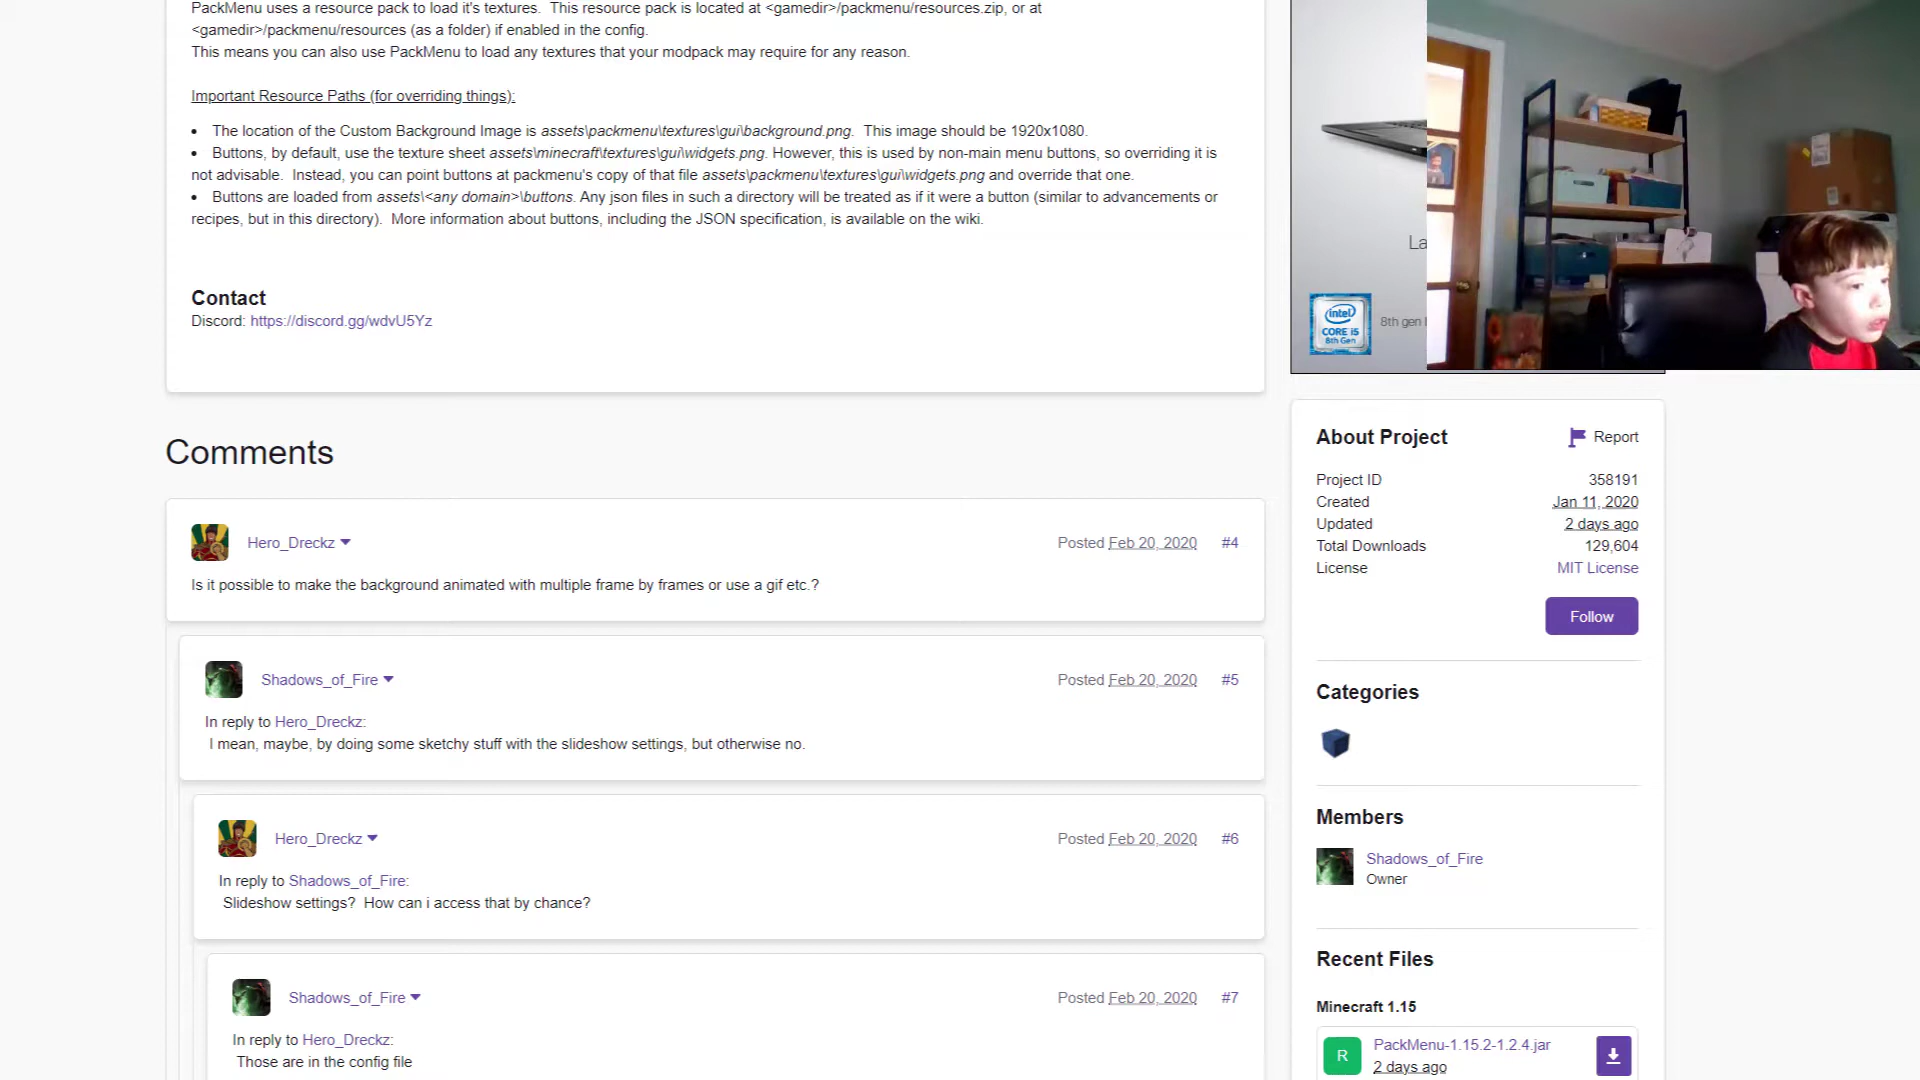 PackMenu uses a resource pack to load it's textures.  This resource pack is located at <gamedir>/packmenu/resources.zip, or at
<gamedir>/packmenu/resources (as a folder) if enabled in the config.
This means you can also use PackMenu to load any textures that your modpack may require for any reason.
Important Resource Paths (for overriding things):
• The location of the Custom Background Image is assets\packmenu\textures\gui\background.png.  This image should be 1920x1080.
• Buttons, by default, use the texture sheet assets\minecraft\textures\gui\widgets.png. However, this is used by non-main menu buttons, so overriding it is
not advisable.  Instead, you can point buttons at packmenu's copy of that file assets\packmenu\textures\gui\widgets.png and override that one.
• Buttons are loaded from assets\<any domain>\buttons. Any json files in such a directory will be treated as if it were a button (similar to advancements or
recipes, but in this directory).  More information about buttons, including the JSON specification, is available on the wiki.
Contact
Discord: https://discord.gg/wdvU5Yz
Comments
Hero_Dreckz
Posted Feb 20, 2020 #4
Is it possible to make the background animated with multiple frame by frames or use a gif etc.?
Shadows_of_Fire
Posted Feb 20, 2020 #5
In reply to Hero_Dreckz:
I mean, maybe, by doing some sketchy stuff with the slideshow settings, but otherwise no.
Hero_Dreckz
Posted Feb 20, 2020 #6
In reply to Shadows_of_Fire:
Slideshow settings?  How can i access that by chance?
Shadows_of_Fire
Posted Feb 20, 2020 #7
In reply to Hero_Dreckz:
Those are in the config file
La
intel
CORE i5
8th Gen
8th gen
About Project
Report
Project ID 358191
Created Jan 11, 2020
Updated 2 days ago
Total Downloads 129,604
License MIT License
Follow
Categories
Members
Shadows_of_Fire
Owner
Recent Files
Minecraft 1.15
R
PackMenu-1.15.2-1.2.4.jar
2 days ago